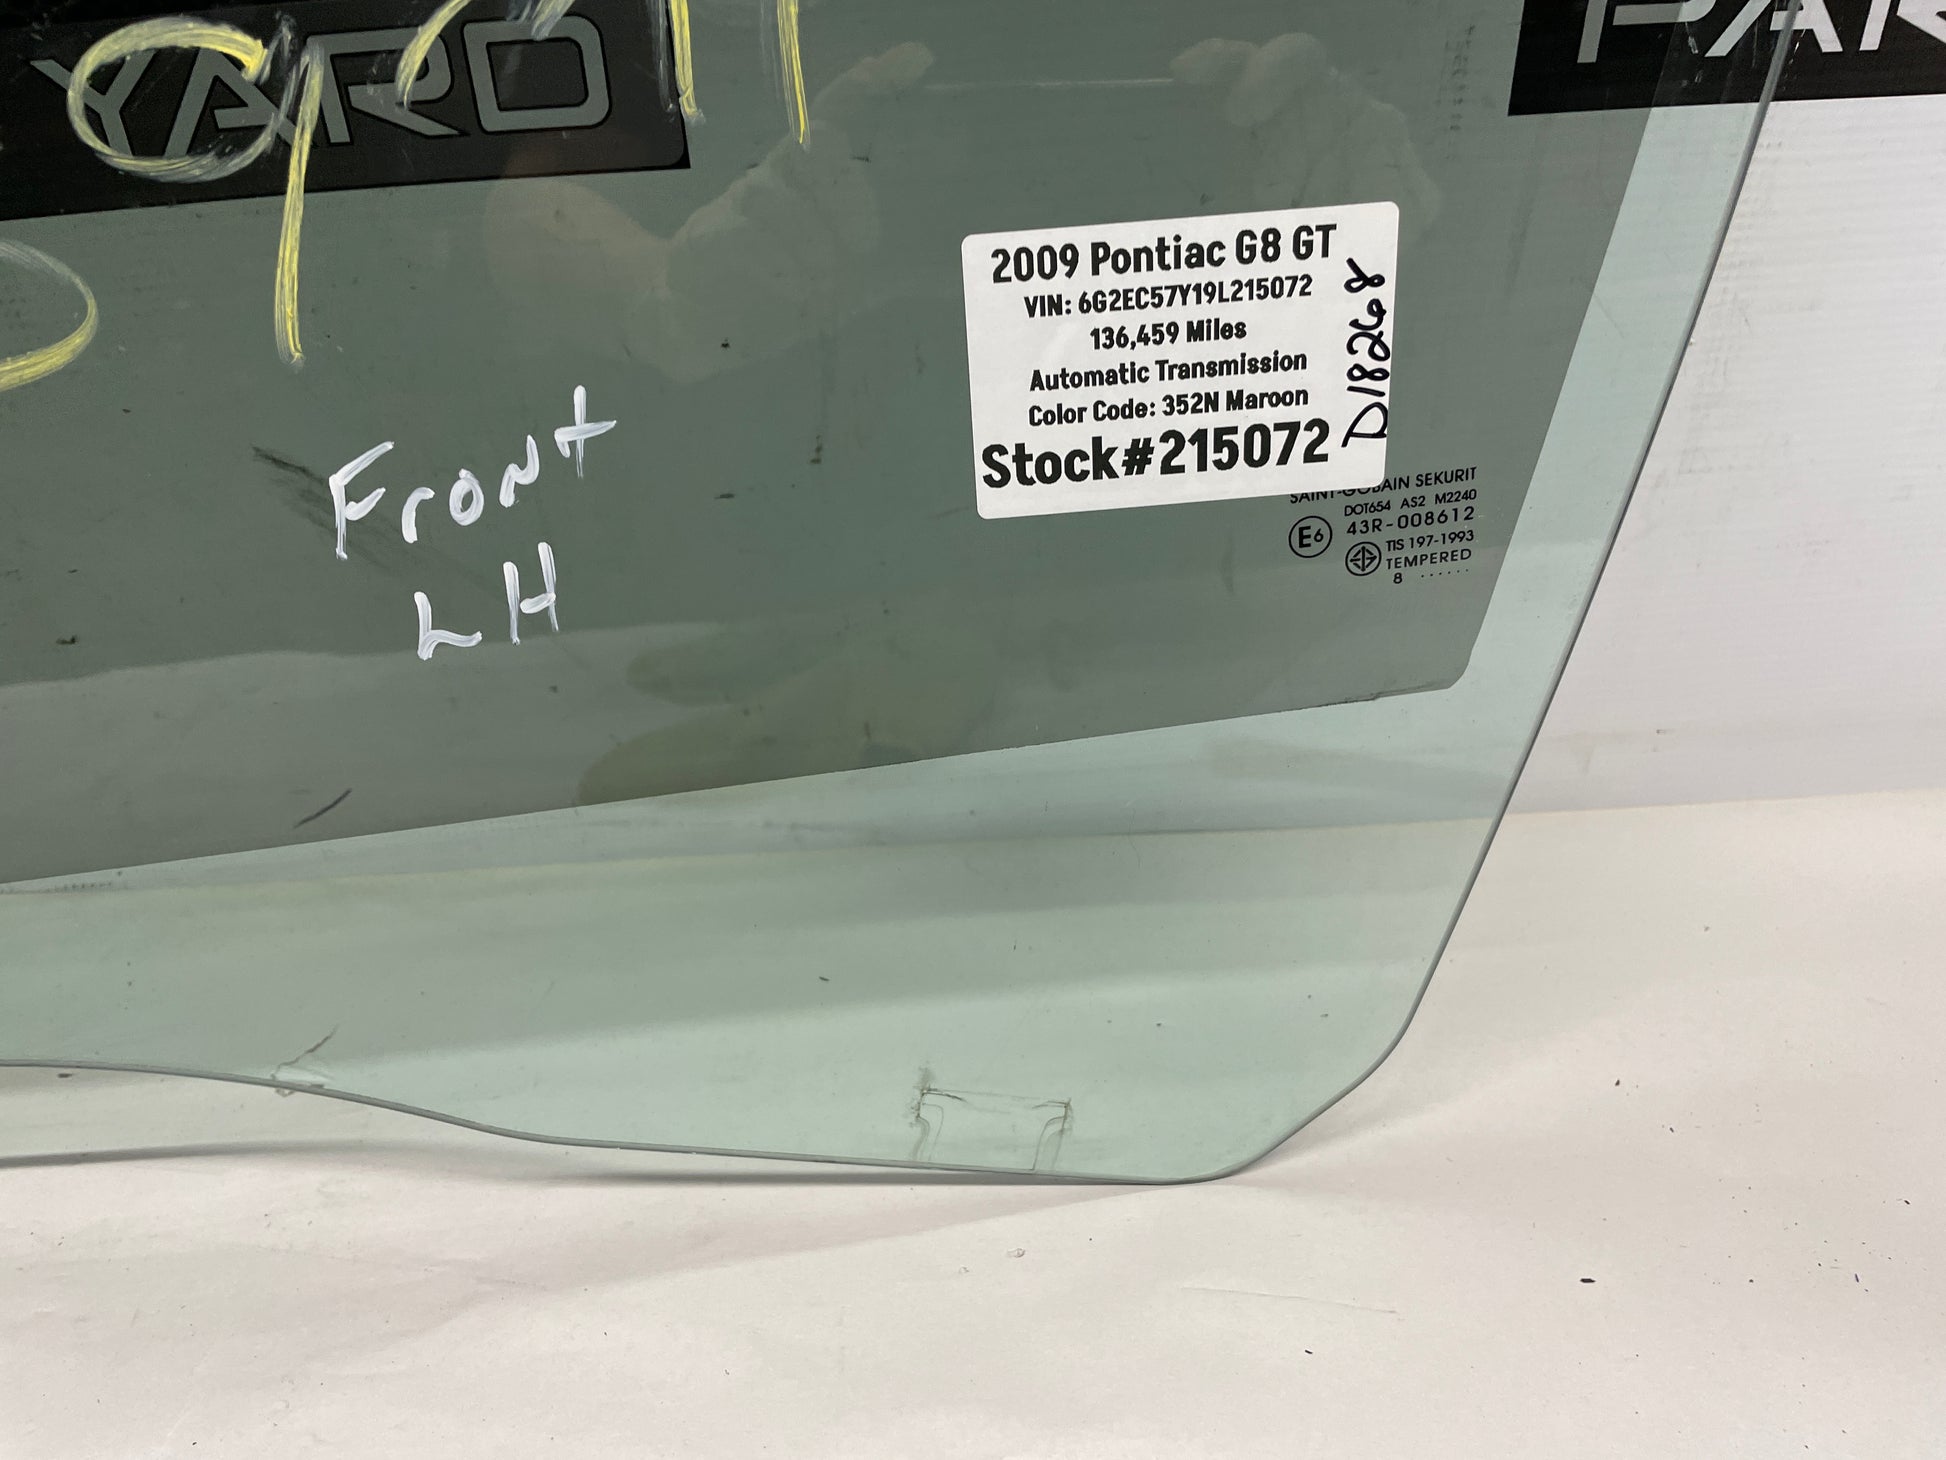 YARD
PAR
2009 Pontiac G8 GT
VIN: 6G2EC57Y19L215072
136,459 Miles
Automatic Transmission
Color Code: 352N Maroon
Stock#215072
D18268
Front
LH
SAINT-GOBAIN SEKURIT
DOT654 AS2 M2240
E6 43R-008612
TIS 197-1993
TEMPERED
8 ......